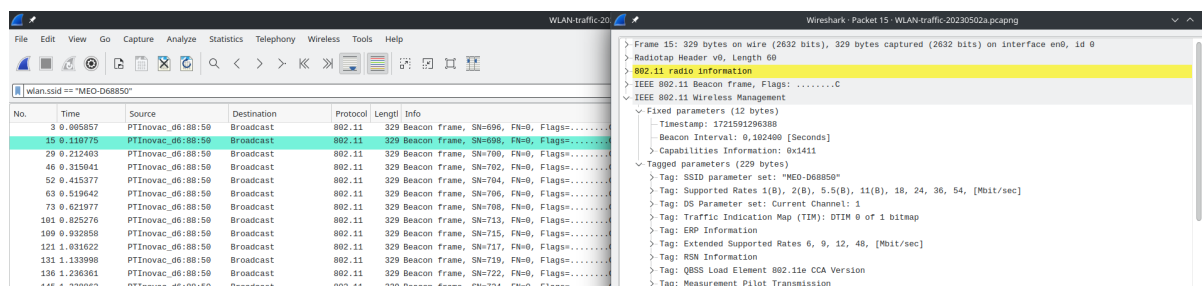 WLAN-traffic-20
File Edit View Go Capture Analyze Statistics Telephony Wireless Tools Help
wlan.ssid == "MEO-D68850"
No. Time Source Destination Protocol Lengtl Info
3 0.005857 PTInovac_d6:88:50 Broadcast 802.11 329 Beacon frame, SN=696, FN=0, Flags=........C
15 0.110775 PTInovac_d6:88:50 Broadcast 802.11 329 Beacon frame, SN=698, FN=0, Flags=........C
29 0.212403 PTInovac_d6:88:50 Broadcast 802.11 329 Beacon frame, SN=700, FN=0, Flags=........C
46 0.315041 PTInovac_d6:88:50 Broadcast 802.11 329 Beacon frame, SN=702, FN=0, Flags=........C
52 0.415377 PTInovac_d6:88:50 Broadcast 802.11 329 Beacon frame, SN=704, FN=0, Flags=........C
63 0.519642 PTInovac_d6:88:50 Broadcast 802.11 329 Beacon frame, SN=706, FN=0, Flags=........C
73 0.621977 PTInovac_d6:88:50 Broadcast 802.11 329 Beacon frame, SN=708, FN=0, Flags=........C
101 0.825276 PTInovac_d6:88:50 Broadcast 802.11 329 Beacon frame, SN=713, FN=0, Flags=........C
109 0.932858 PTInovac_d6:88:50 Broadcast 802.11 329 Beacon frame, SN=715, FN=0, Flags=........C
121 1.031622 PTInovac_d6:88:50 Broadcast 802.11 329 Beacon frame, SN=717, FN=0, Flags=........C
131 1.133998 PTInovac_d6:88:50 Broadcast 802.11 329 Beacon frame, SN=719, FN=0, Flags=........C
136 1.236361 PTInovac_d6:88:50 Broadcast 802.11 329 Beacon frame, SN=722, FN=0, Flags=........C
Wireshark · Packet 15 · WLAN-traffic-20230502a.pcapng
Frame 15: 329 bytes on wire (2632 bits), 329 bytes captured (2632 bits) on interface en0, id 0
Radiotap Header v0, Length 60
802.11 radio information
IEEE 802.11 Beacon frame, Flags: ........C
IEEE 802.11 Wireless Management
Fixed parameters (12 bytes)
Timestamp: 1721591296388
Beacon Interval: 0,102400 [Seconds]
Capabilities Information: 0x1411
Tagged parameters (229 bytes)
Tag: SSID parameter set: "MEO-D68850"
Tag: Supported Rates 1(B), 2(B), 5.5(B), 11(B), 18, 24, 36, 54, [Mbit/sec]
Tag: DS Parameter set: Current Channel: 1
Tag: Traffic Indication Map (TIM): DTIM 0 of 1 bitmap
Tag: ERP Information
Tag: Extended Supported Rates 6, 9, 12, 48, [Mbit/sec]
Tag: RSN Information
Tag: QBSS Load Element 802.11e CCA Version
Tag: Measurement Pilot Transmission